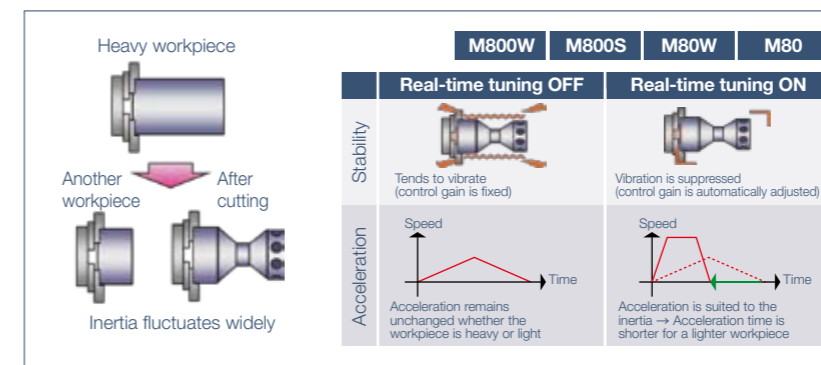 Heavy workpiece
Another
workpiece
After
cutting
Inertia fluctuates widely
M800W M800S M80W M80
Real-time tuning OFF Real-time tuning ON
Stability
Tends to vibrate
(control gain is fixed)
Vibration is suppressed
(control gain is automatically adjusted)
Acceleration
Speed
Time
Acceleration remains
unchanged whether the
workpiece is heavy or light
Speed
Time
Acceleration is suited to the
inertia → Acceleration time is
shorter for a lighter workpiece